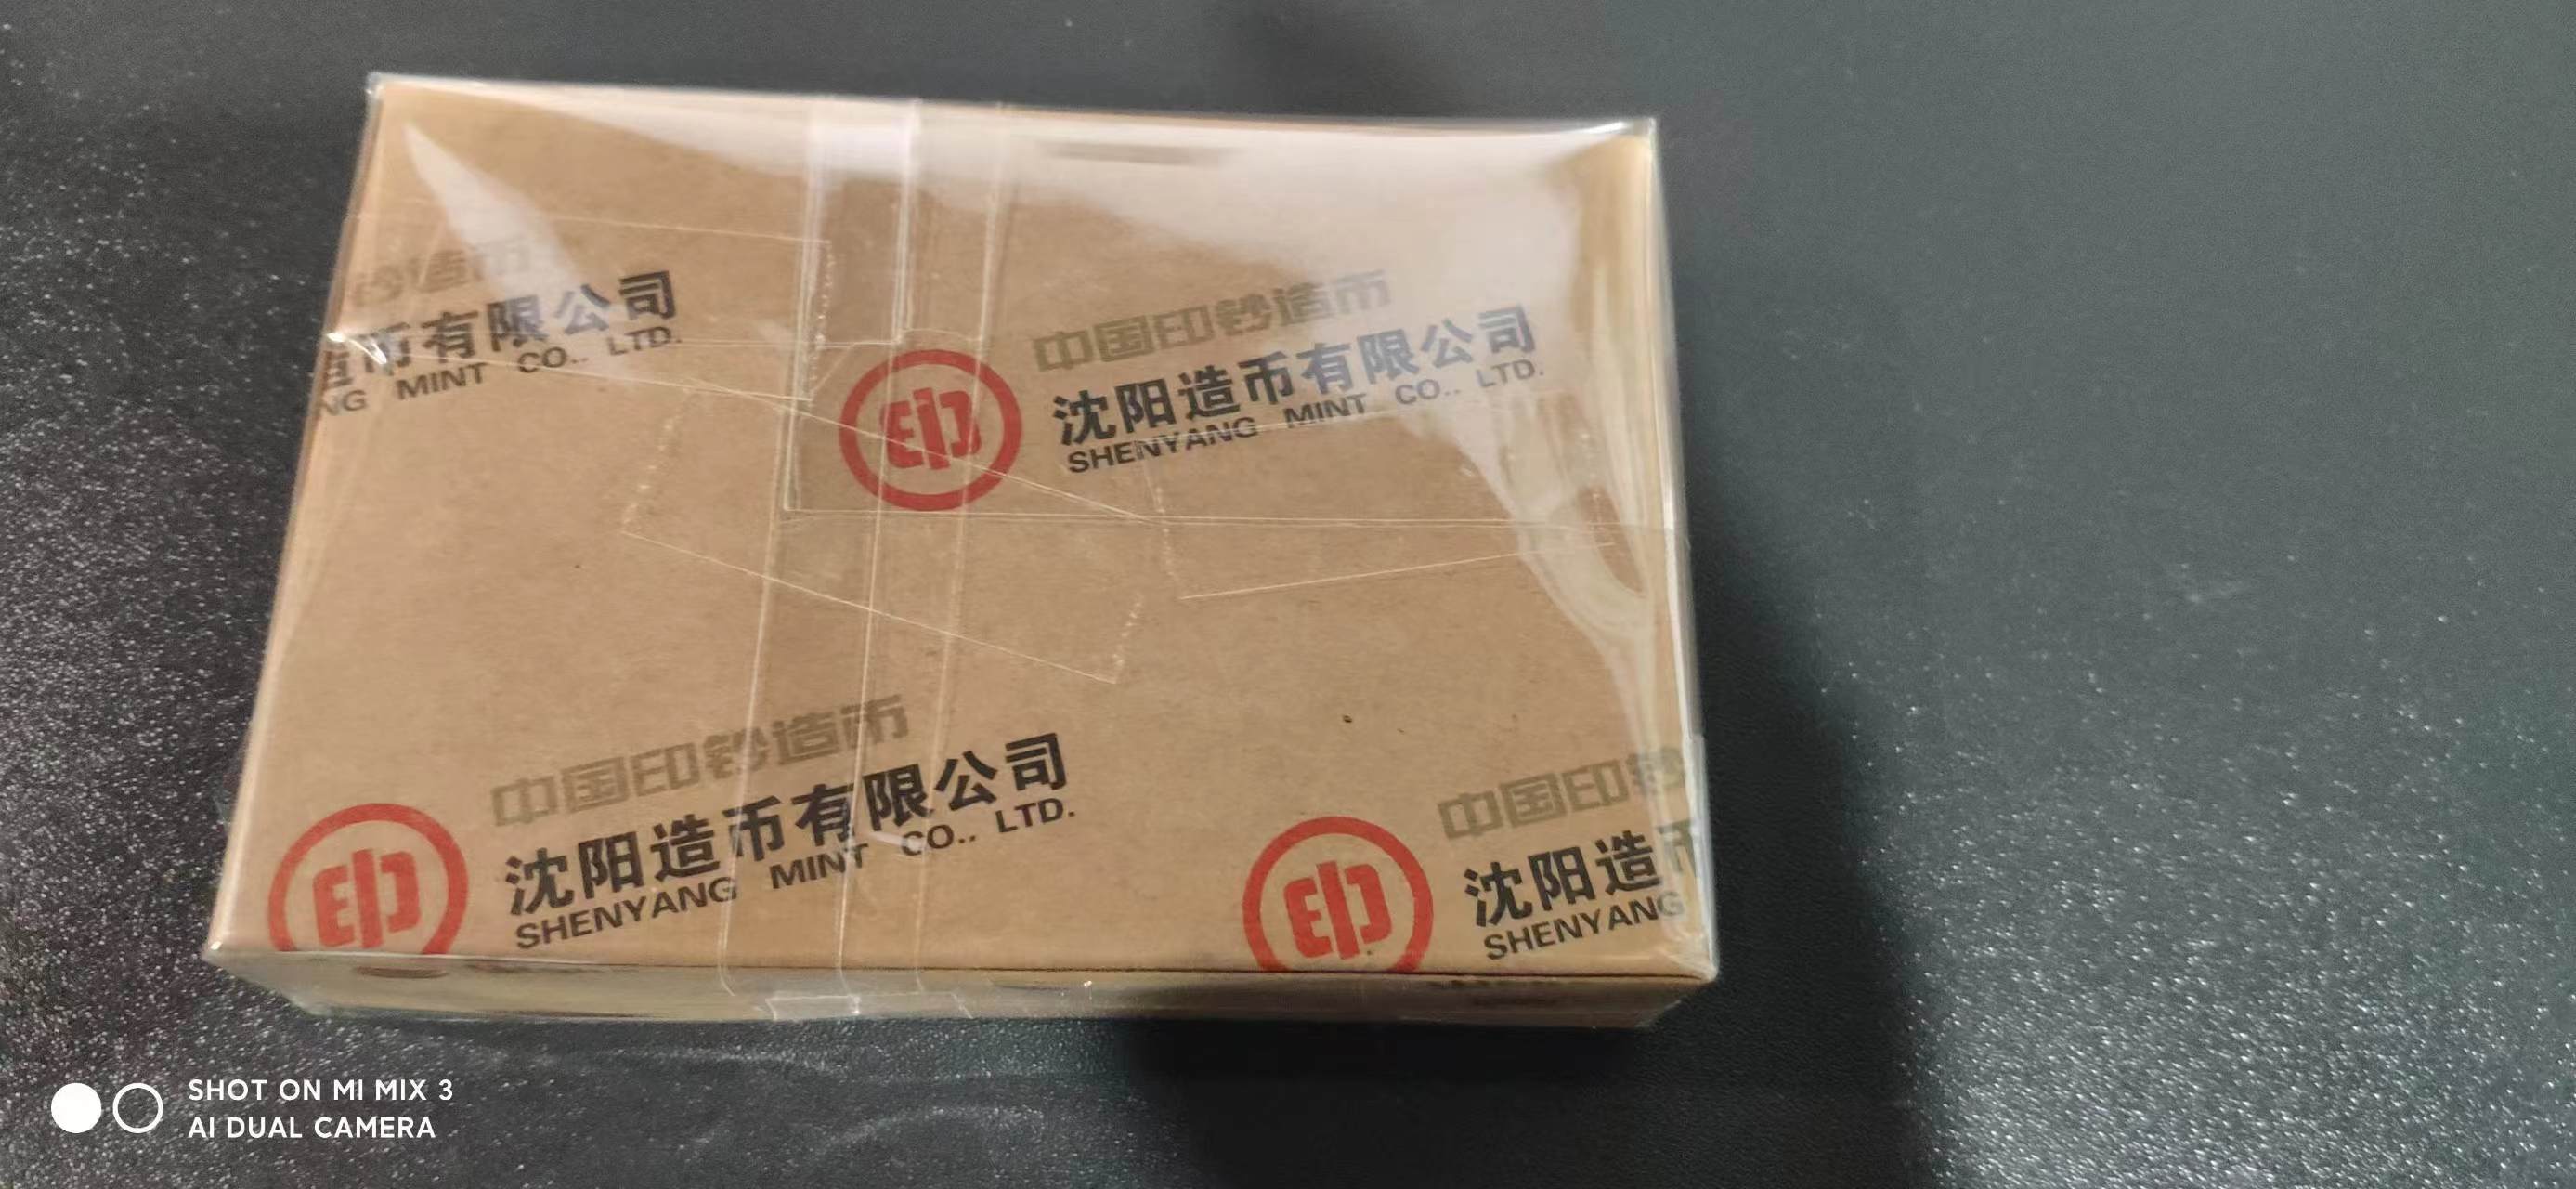 钞造币
造币有限公司
NG MINT CO.. LTD.
中国印钞造币
印
沈阳造币有限公司
SHENYANG MINT CO.. LTD.
中国印钞造币
印
沈阳造币有限公司
SHENYANG MINT CO.. LTD.
中国印钞
印
沈阳造币
SHENYANG
SHOT ON MI MIX 3
AI DUAL CAMERA